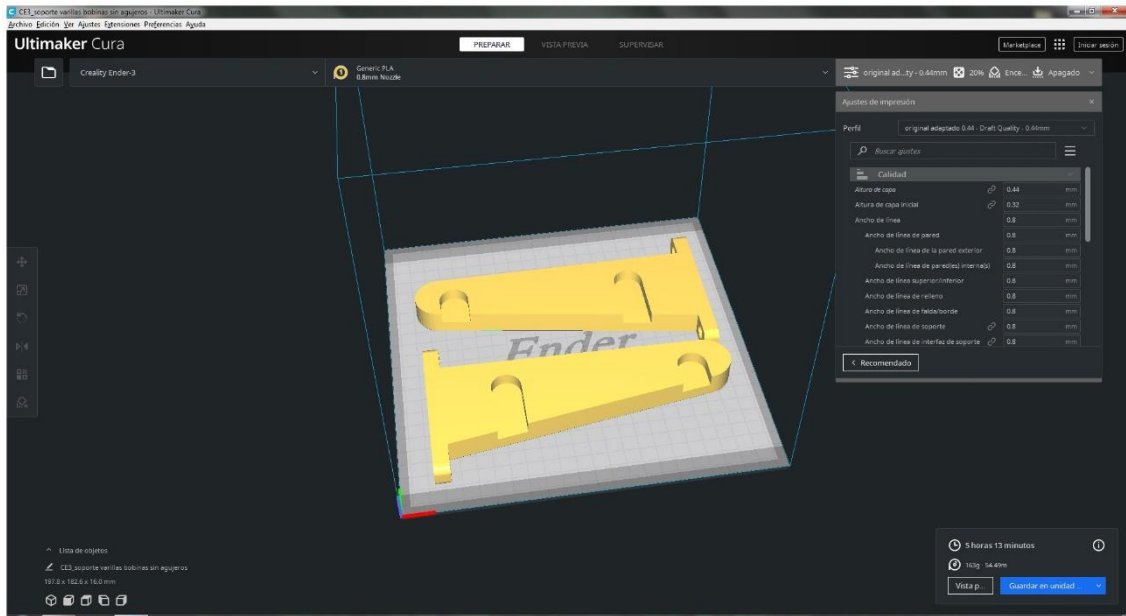 CE3_soporte varillas bobinas sin agujeros - Ultimaker Cura
Archivo Edición Ver Ajustes Extensiones Preferencias Ayuda
Ultimaker Cura
PREPARAR VISTA PREVIA SUPERVISAR
Marketplace Iniciar sesión
Creality Ender-3
Generic PLA
0.8mm Nozzle
original ad...ty - 0.44mm 20% Ence... Apagado
Ajustes de impresión
Perfil original adaptado 0.44 - Draft Quality - 0.44mm
Buscar ajustes
Calidad
Altura de capa 0.44 mm
Altura de capa inicial 0.32 mm
Ancho de línea 0.8 mm
Ancho de línea de pared 0.8 mm
Ancho de línea de la pared exterior 0.8 mm
Ancho de línea de pared(es) interna(s) 0.8 mm
Ancho de línea superior/inferior 0.8 mm
Ancho de línea de relleno 0.8 mm
Ancho de línea de falda/borde 0.8 mm
Ancho de línea de soporte 0.8 mm
Ancho de línea de interfaz de soporte 0.8 mm
Recomendado
Ender
Lista de objetos
CE3_soporte varillas bobinas sin agujeros
197.8 x 182.6 x 16.0 mm
5 horas 13 minutos
163g · 54.49m
Vista p... Guardar en unidad ...